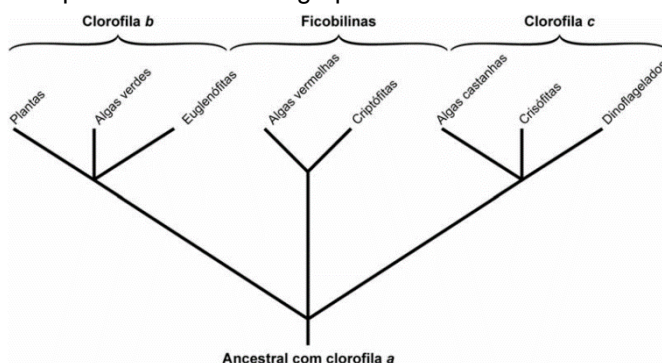 Clorofila b
Ficobilinas
Clorofila c
Plantas
Algas verdes
Euglenófitas
Algas vermelhas
Criptófitas
Algas castanhas
Crisófitas
Dinoflagelados
Ancestral com clorofila a